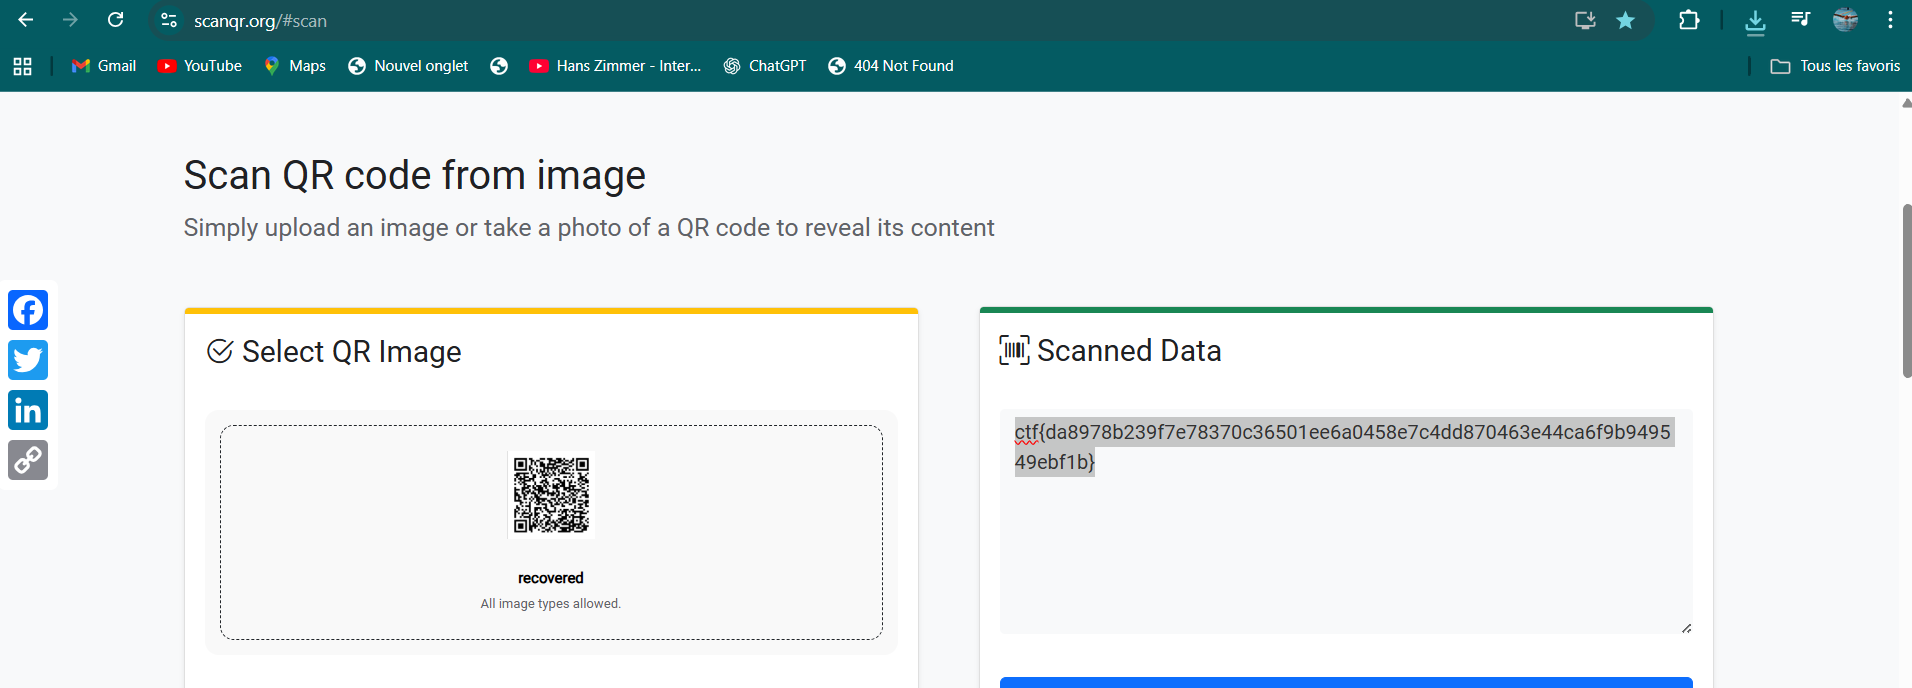 scanqr.org/#scan
Gmail
YouTube
Maps
Nouvel onglet
Hans Zimmer - Inter...
ChatGPT
404 Not Found
Tous les favoris
Scan QR code from image
Simply upload an image or take a photo of a QR code to reveal its content
Select QR Image
recovered
All image types allowed.
Scanned Data
ctf{da8978b239f7e78370c36501ee6a0458e7c4dd870463e44ca6f9b9495
49ebf1b}